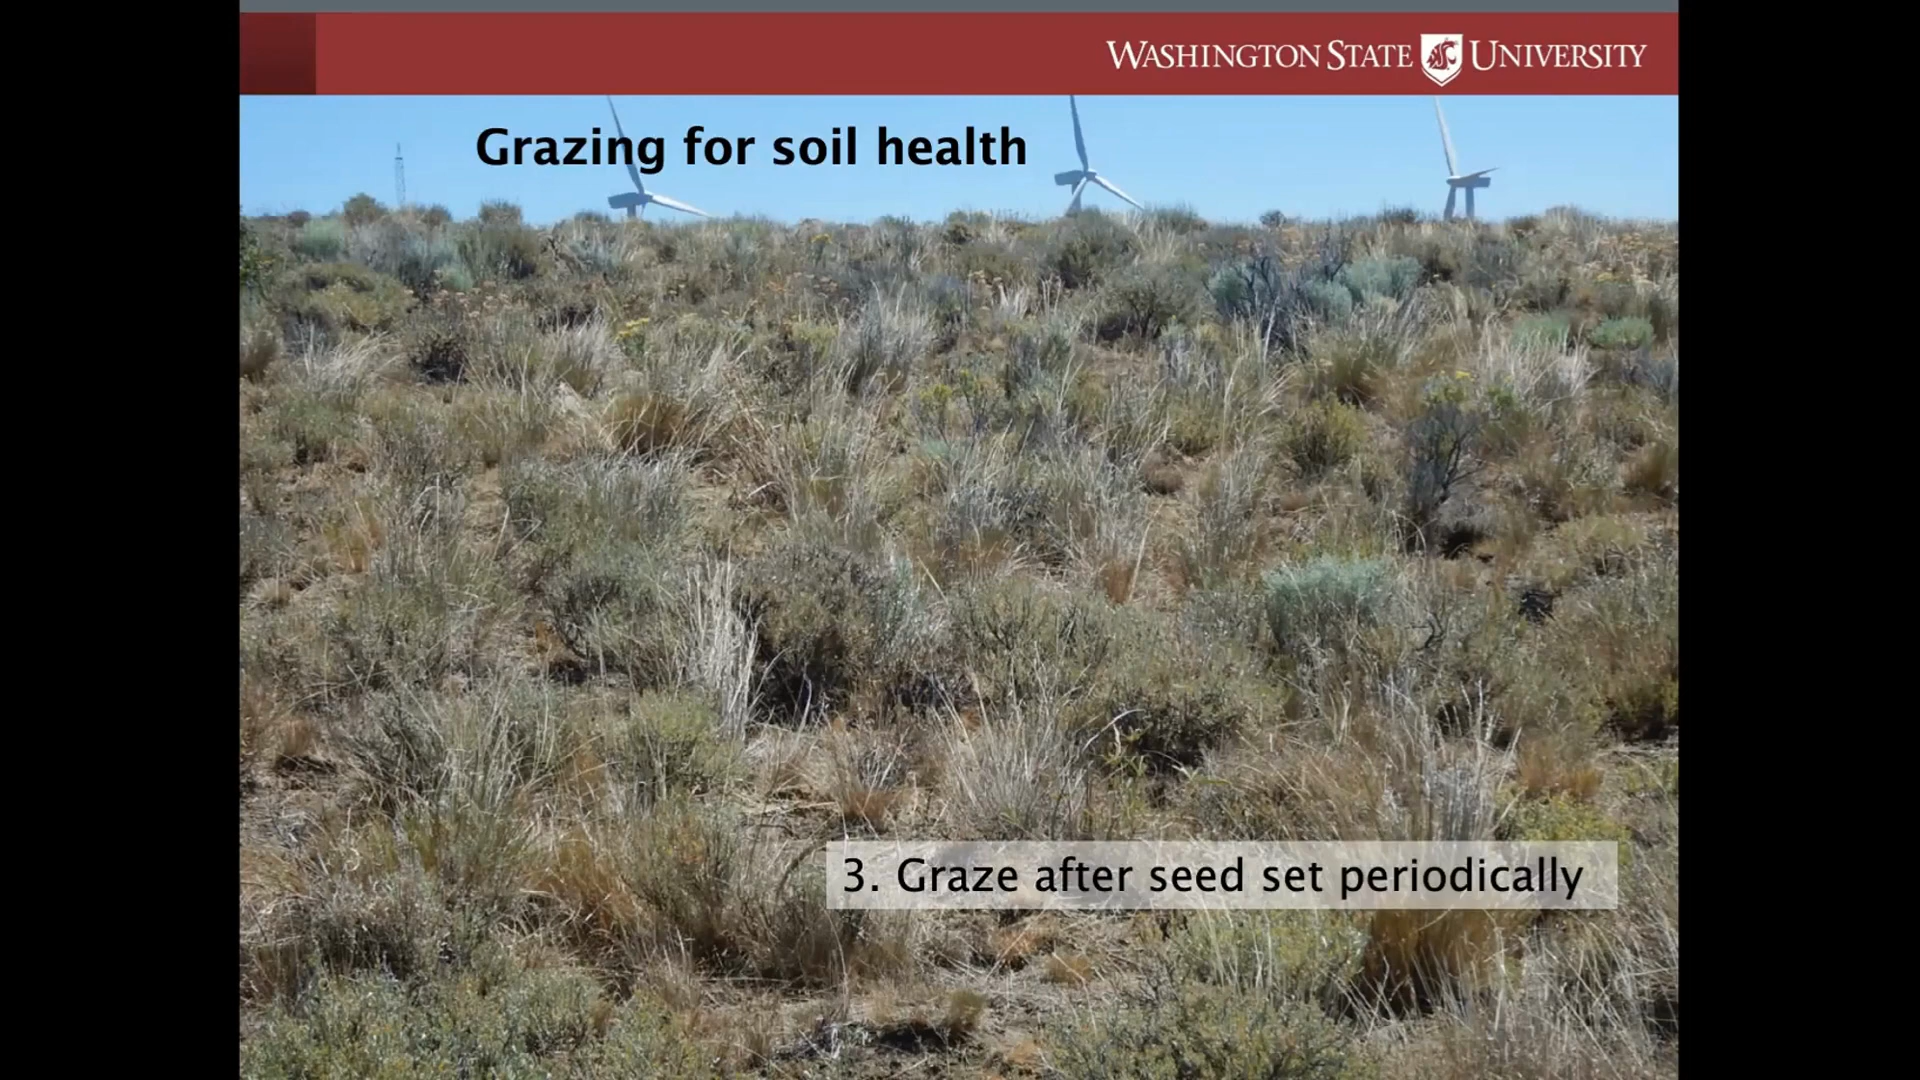 WASHINGTON STATE UNIVERSITY
Grazing for soil health
3. Graze after seed set periodically